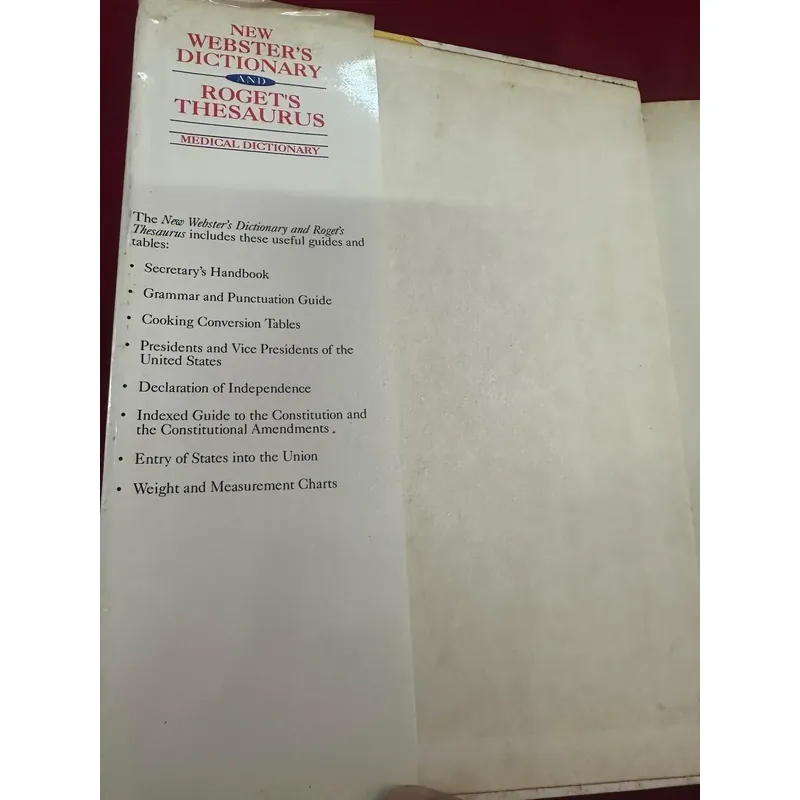 NEW
WEBSTER'S
DICTIONARY
AND
ROGET'S
THESAURUS
MEDICAL DICTIONARY
The New Webster's Dictionary and Roget's
Thesaurus includes these useful guides and
tables:
• Secretary's Handbook
• Grammar and Punctuation Guide
• Cooking Conversion Tables
• Presidents and Vice Presidents of the
United States
• Declaration of Independence
• Indexed Guide to the Constitution and
the Constitutional Amendments.
• Entry of States into the Union
• Weight and Measurement Charts